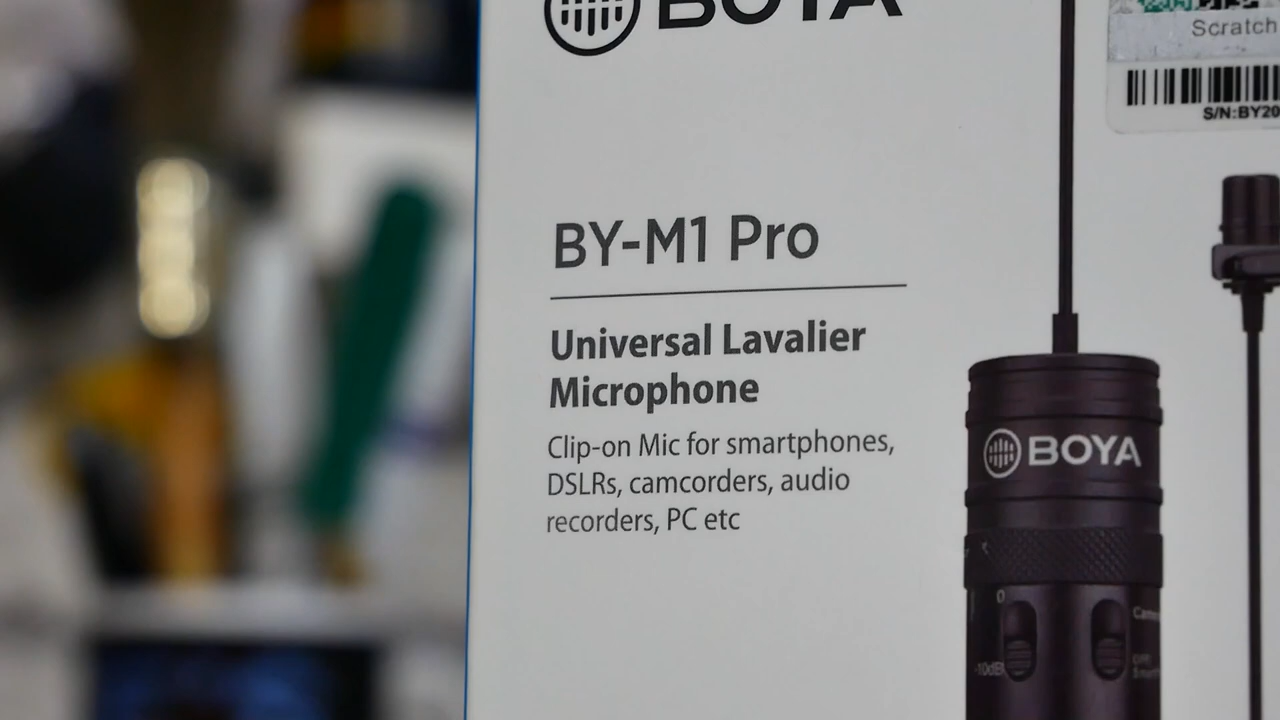 BOYA
Scratch
S/N:BY20
BY-M1 Pro
Universal Lavalier
Microphone
Clip-on Mic for smartphones,
DSLRs, camcorders, audio
recorders, PC etc
BOYA
0
-10dB